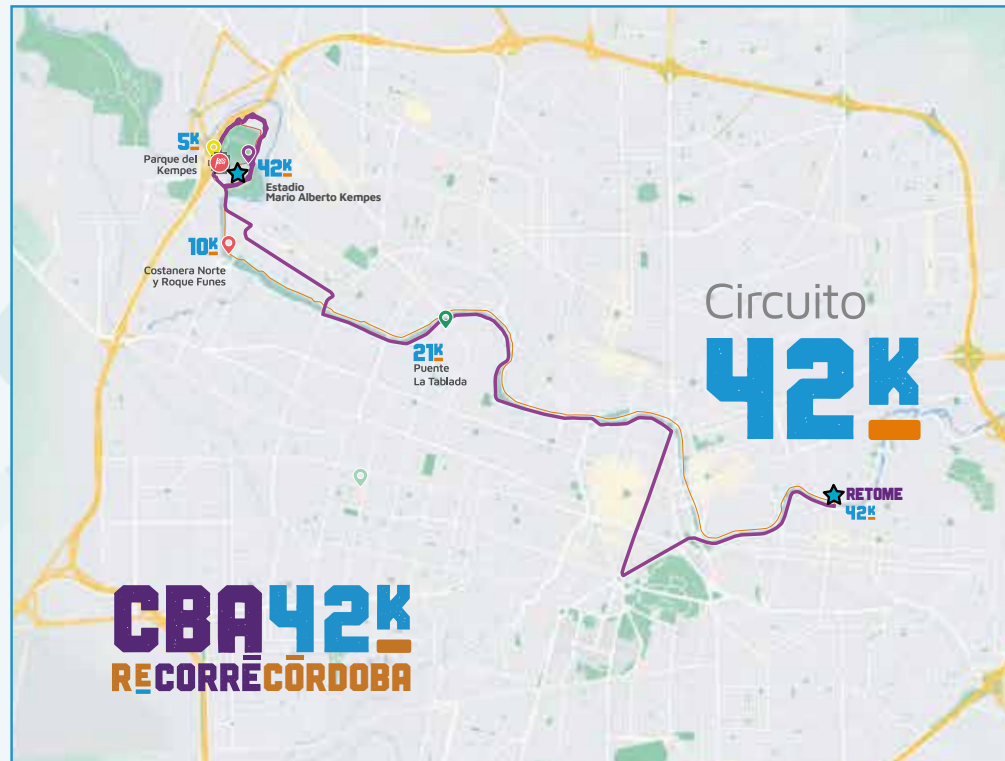 5K
Parque del
Kempes
42K
Estadio
Mario Alberto Kempes
10K
Costanera Norte
y Roque Funes
21K
Puente
La Tablada
Circuito
42K
RETOME
42K
CBA42K
RECORRÉCÓRDOBA